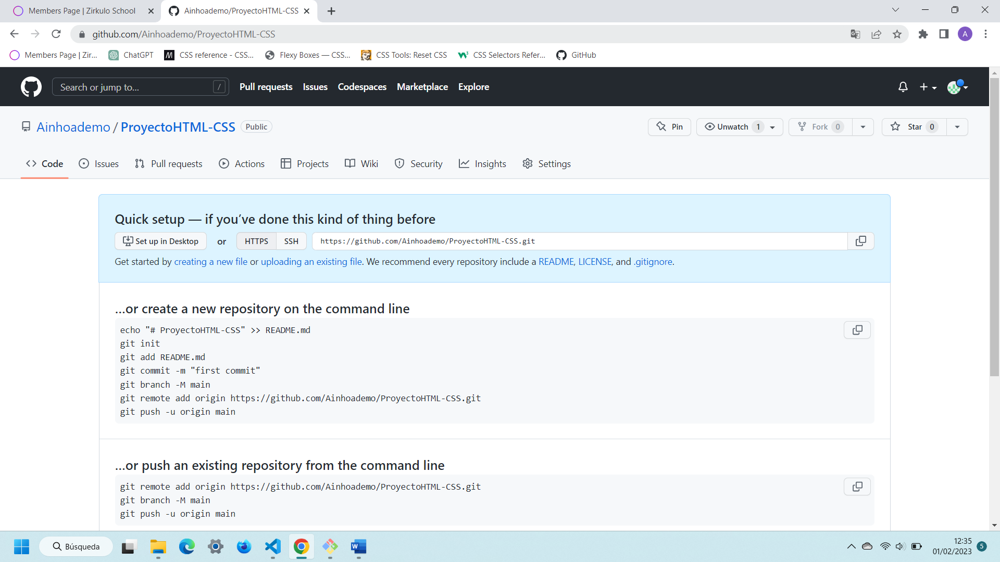 Members Page | Zirkulo School
Ainhoademo/ProyectoHTML-CSS
github.com/Ainhoademo/ProyectoHTML-CSS
A
Members Page | Zir...
ChatGPT
CSS reference - CSS...
Flexy Boxes — CSS...
CSS Tools: Reset CSS
CSS Selectors Refer...
GitHub
Search or jump to...
/
Pull requests
Issues
Codespaces
Marketplace
Explore
Ainhoademo / ProyectoHTML-CSS
Public
Pin
Unwatch 1
Fork 0
Star 0
Code
Issues
Pull requests
Actions
Projects
Wiki
Security
Insights
Settings
Quick setup — if you’ve done this kind of thing before
Set up in Desktop
or
HTTPS
SSH
https://github.com/Ainhoademo/ProyectoHTML-CSS.git
Get started by creating a new file or uploading an existing file. We recommend every repository include a README, LICENSE, and .gitignore.
…or create a new repository on the command line
echo "# ProyectoHTML-CSS" >> README.md
git init
git add README.md
git commit -m "first commit"
git branch -M main
git remote add origin https://github.com/Ainhoademo/ProyectoHTML-CSS.git
git push -u origin main
…or push an existing repository from the command line
git remote add origin https://github.com/Ainhoademo/ProyectoHTML-CSS.git
git branch -M main
git push -u origin main
Búsqueda
12:35
01/02/2023
5